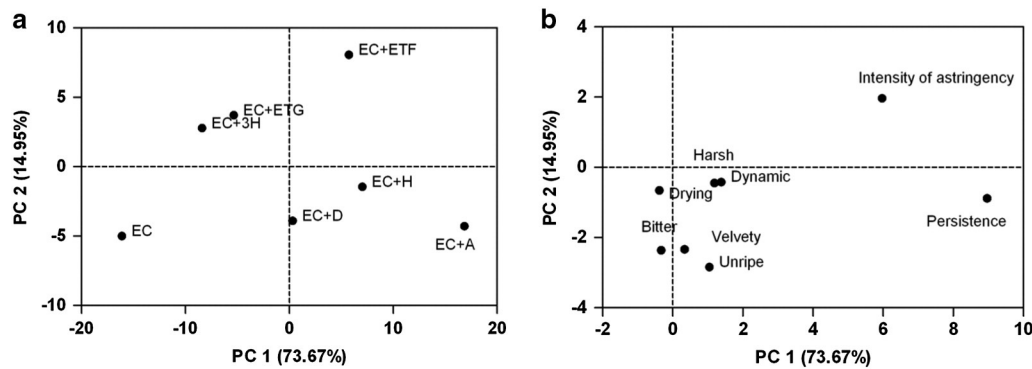 a
10
5
0
-5
-10
-20
-10
0
10
20
PC 2 (14.95%)
PC 1 (73.67%)
EC+ETF
EC+ETG
EC+3H
EC+H
EC+D
EC+A
EC
b
4
2
0
-2
-4
-2
0
2
4
6
8
10
PC 2 (14.95%)
PC 1 (73.67%)
Intensity of astringency
Harsh
Dynamic
Drying
Persistence
Bitter
Velvety
Unripe